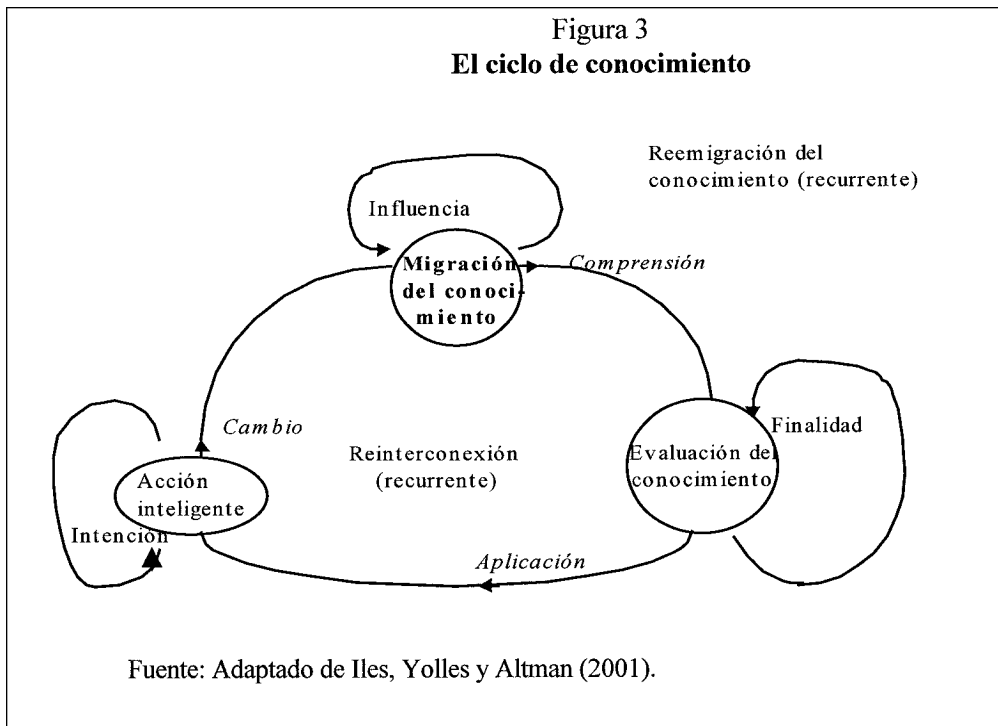 Figura 3
El ciclo de conocimiento
Reemigración del
conocimiento (recurrente)
Influencia
Migración
del conoci-
miento
Comprensión
Cambio
Reinterconexión
(recurrente)
Finalidad
Evaluación del
conocimiento
Acción
inteligente
Intención
Aplicación
Fuente: Adaptado de Iles, Yolles y Altman (2001).